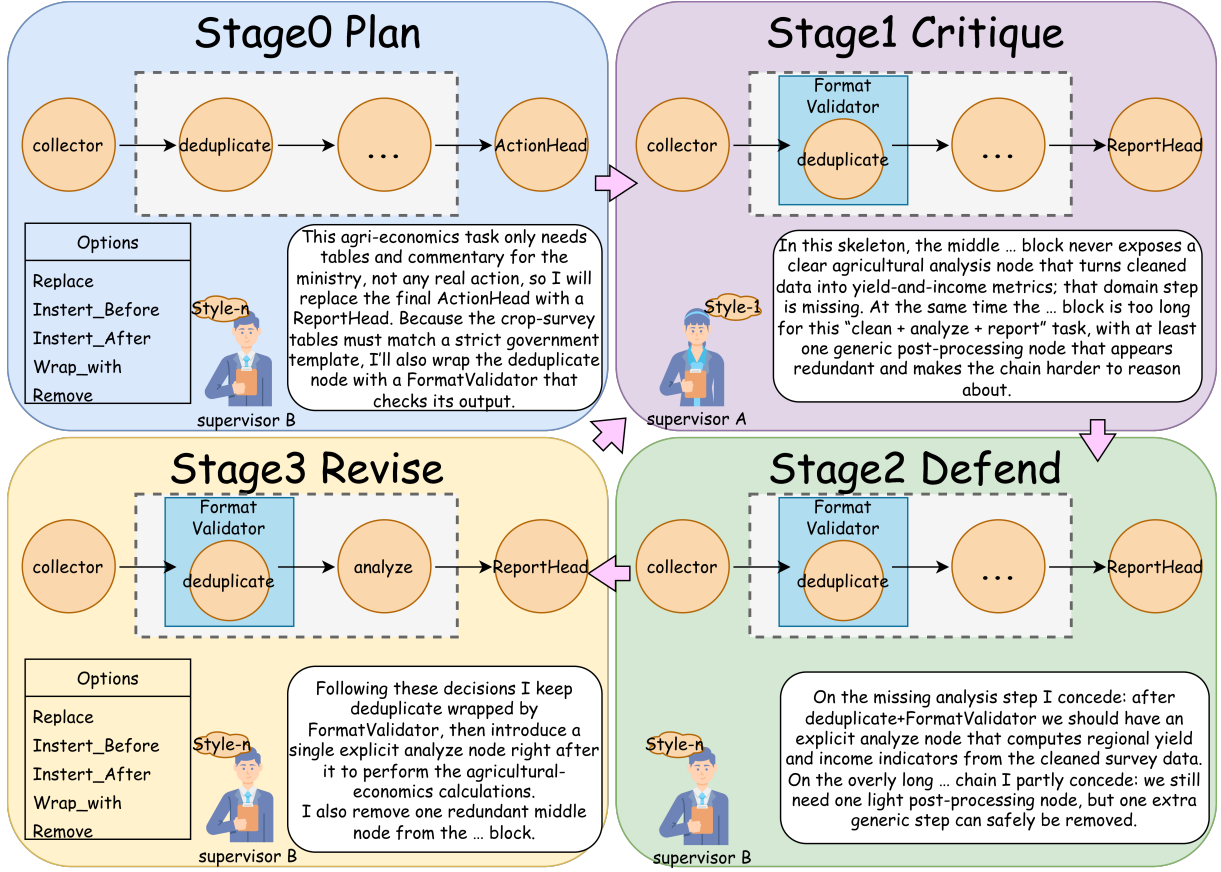 Stage0 Plan
collector
deduplicate
...
ActionHead
Options
Replace
Instert_Before
Instert_After
Wrap_with
Remove
Style-n
supervisor B
This agri-economics task only needs
tables and commentary for the
ministry, not any real action, so I will
replace the final ActionHead with a
ReportHead. Because the crop-survey
tables must match a strict government
template, I'll also wrap the deduplicate
node with a FormatValidator that
checks its output.
Stage1 Critique
collector
Format
Validator
deduplicate
...
ReportHead
Style-1
supervisor A
In this skeleton, the middle … block never exposes a
clear agricultural analysis node that turns cleaned
data into yield-and-income metrics; that domain step
is missing. At the same time the … block is too long
for this “clean + analyze + report” task, with at least
one generic post-processing node that appears
redundant and makes the chain harder to reason
about.
Stage3 Revise
collector
Format
Validator
deduplicate
analyze
ReportHead
Options
Replace
Instert_Before
Instert_After
Wrap_with
Remove
Style-n
supervisor B
Following these decisions I keep
deduplicate wrapped by
FormatValidator, then introduce a
single explicit analyze node right after
it to perform the agricultural-
economics calculations.
I also remove one redundant middle
node from the … block.
Stage2 Defend
collector
Format
Validator
deduplicate
...
ReportHead
Style-n
supervisor B
On the missing analysis step I concede: after
deduplicate+FormatValidator we should have an
explicit analyze node that computes regional yield
and income indicators from the cleaned survey data.
On the overly long … chain I partly concede: we still
need one light post-processing node, but one extra
generic step can safely be removed.